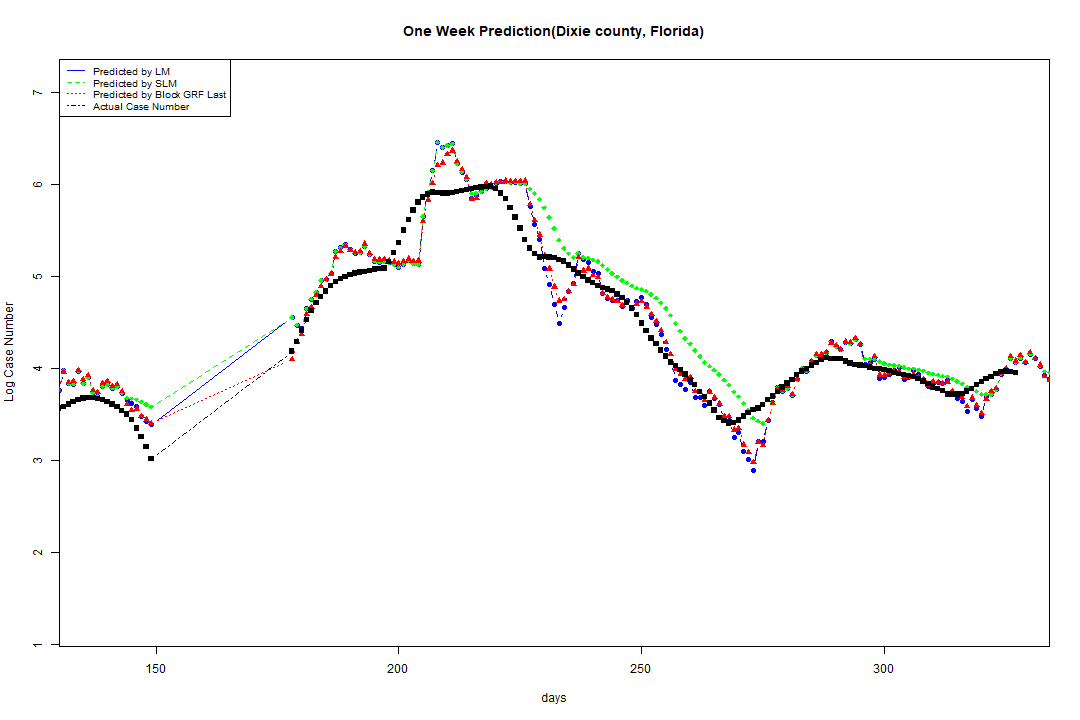 One Week Prediction(Dixie county, Florida)
Predicted by LM
Predicted by SLM
Predicted by Block GRF Last
Actual Case Number
Log Case Number
7
6
5
4
3
2
1
150 200 250 300
days